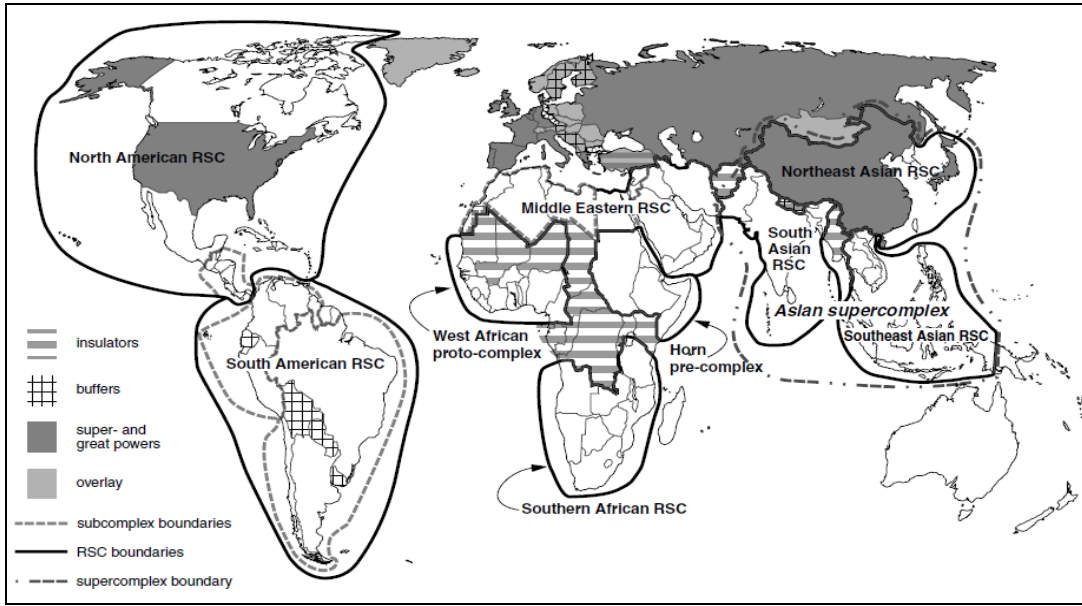 North American RSC
Northeast Asian RSC
Middle Eastern RSC
South
Asian
RSC
Asian supercomplex
Southeast Asian RSC
West African
proto-complex
Horn
pre-complex
South American RSC
Southern African RSC
insulators
buffers
super- and
great powers
overlay
subcomplex boundaries
RSC boundaries
supercomplex boundary